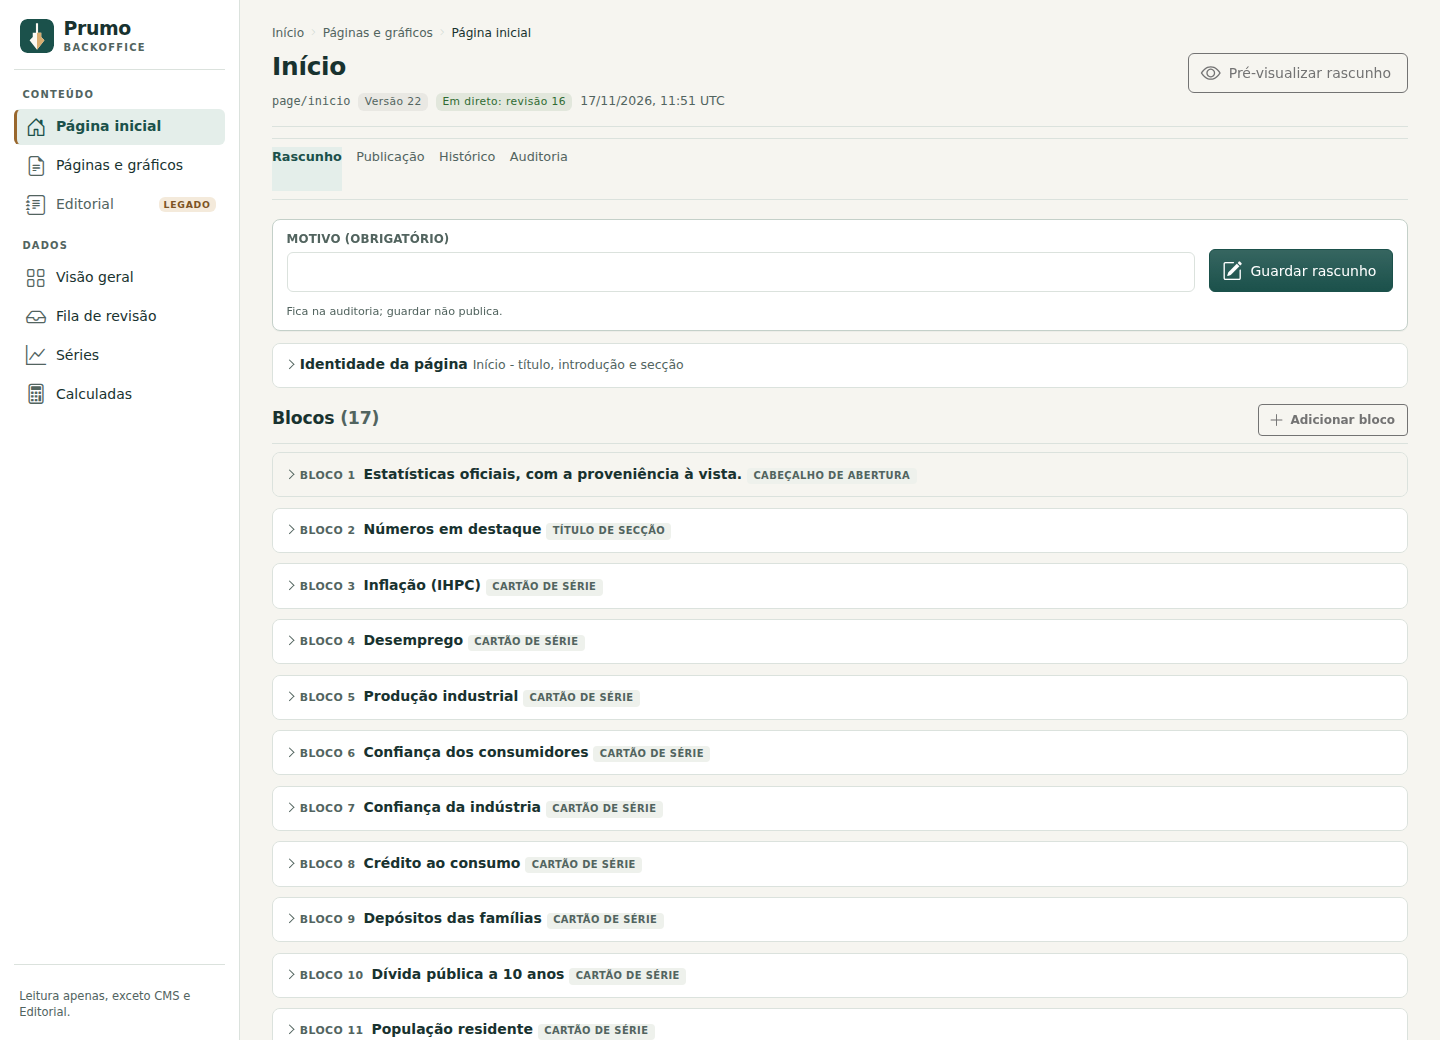 Prumo
BACKOFFICE
CONTEÚDO
Página inicial
Páginas e gráficos
Editorial LEGADO
DADOS
Visão geral
Fila de revisão
Séries
Calculadas
Leitura apenas, exceto CMS e
Editorial.
Início Páginas e gráficos Página inicial
Início
Pré-visualizar rascunho
page/inicio Versão 22 Em direto: revisão 16 17/11/2026, 11:51 UTC
Rascunho Publicação Histórico Auditoria
MOTIVO (OBRIGATÓRIO)
Guardar rascunho
Fica na auditoria; guardar não publica.
Identidade da página Início - título, introdução e secção
Blocos (17)
Adicionar bloco
BLOCO 1 Estatísticas oficiais, com a proveniência à vista. CABEÇALHO DE ABERTURA
BLOCO 2 Números em destaque TÍTULO DE SECÇÃO
BLOCO 3 Inflação (IHPC) CARTÃO DE SÉRIE
BLOCO 4 Desemprego CARTÃO DE SÉRIE
BLOCO 5 Produção industrial CARTÃO DE SÉRIE
BLOCO 6 Confiança dos consumidores CARTÃO DE SÉRIE
BLOCO 7 Confiança da indústria CARTÃO DE SÉRIE
BLOCO 8 Crédito ao consumo CARTÃO DE SÉRIE
BLOCO 9 Depósitos das famílias CARTÃO DE SÉRIE
BLOCO 10 Dívida pública a 10 anos CARTÃO DE SÉRIE
BLOCO 11 População residente CARTÃO DE SÉRIE